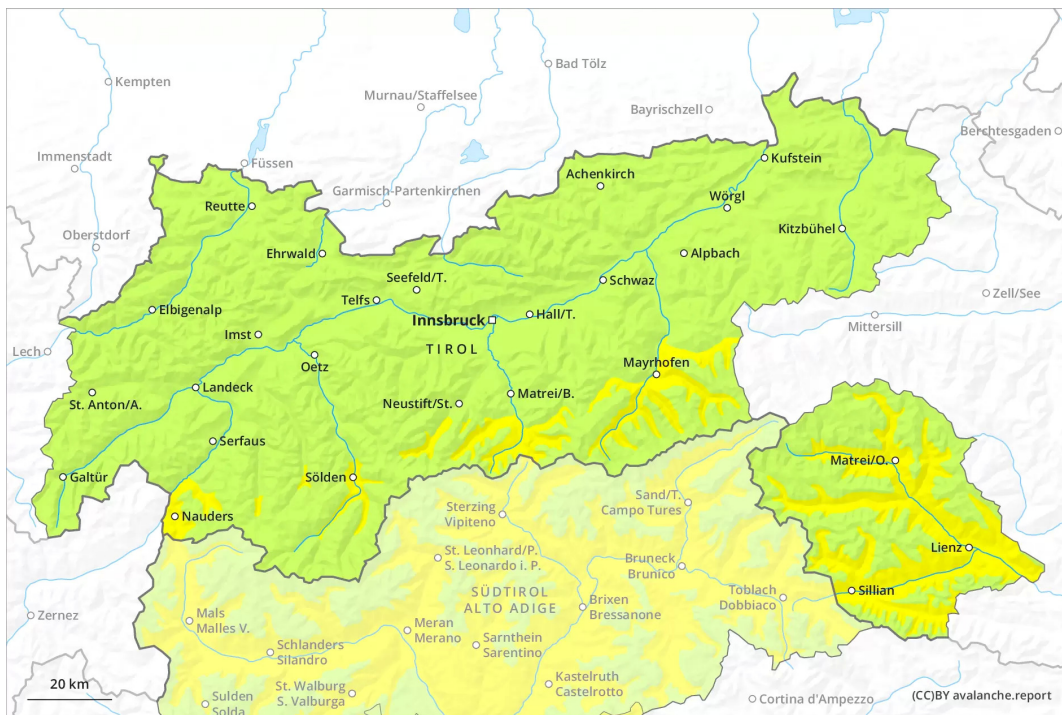 Kempten
Bad Tölz
Murnau/Staffelsee
Bayrischzell
Berchtesgaden
Immenstadt
Füssen
Kufstein
Achenkirch
Garmisch-Partenkirchen
Reutte
Wörgl
Oberstdorf
Kitzbühel
Ehrwald
Alpbach
Seefeld/T.
Schwaz
Zell/See
Telfs
Elbigenalp
Innsbruck
Hall/T.
Mittersill
Imst
Lech
TIROL
Oetz
Mayrhofen
Landeck
St. Anton/A.
Neustift/St.
Matrei/B.
Serfaus
Matrei/O.
Galtür
Sölden
Sand/T.
Campo Tures
Nauders
Sterzing
Vipiteno
Lienz
St. Leonhard/P.
S. Leonardo i. P.
Bruneck
Brunico
Sillian
SÜDTIROL
ALTO ADIGE
Toblach
Dobbiaco
Brixen
Bressanone
Zernez
Mals
Malles V.
Meran
Merano
Sarnthein
Sarentino
Schlanders
Silandro
Kastelruth
Castelrotto
20 km
Sulden
Solda
St. Walburg
S. Valburga
Cortina d'Ampezzo
(CC)BY avalanche.report